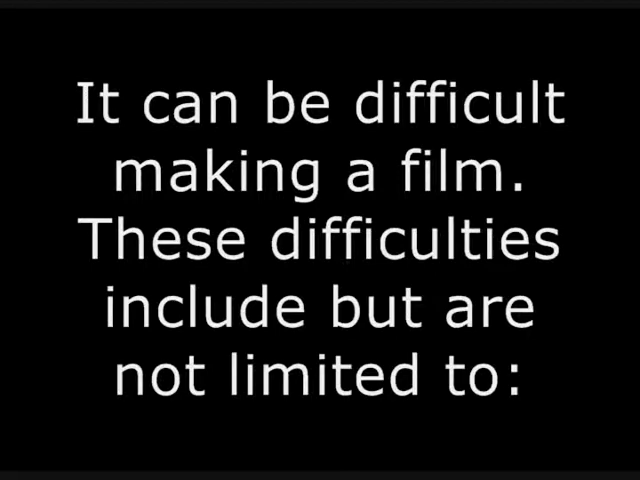 It can be difficult
making a film.
These difficulties
include but are
not limited to: